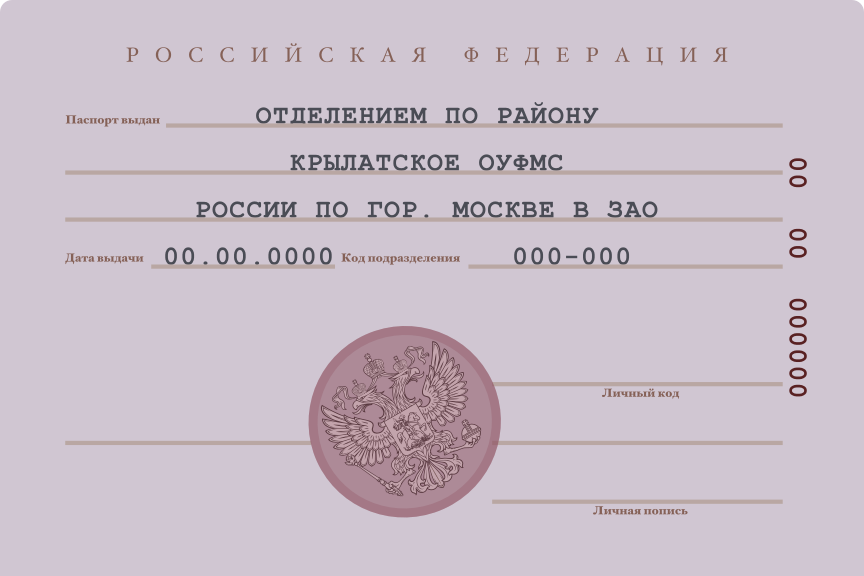 РОССИЙСКАЯ ФЕДЕРАЦИЯ
Паспорт выдан ОТДЕЛЕНИЕМ ПО РАЙОНУ
КРЫЛАТСКОЕ ОУФМС
РОССИИ ПО ГОР. МОСКВЕ В ЗАО
Дата выдачи 00.00.0000 Код подразделения 000-000
Личный код
Личная попись
00 00 000000